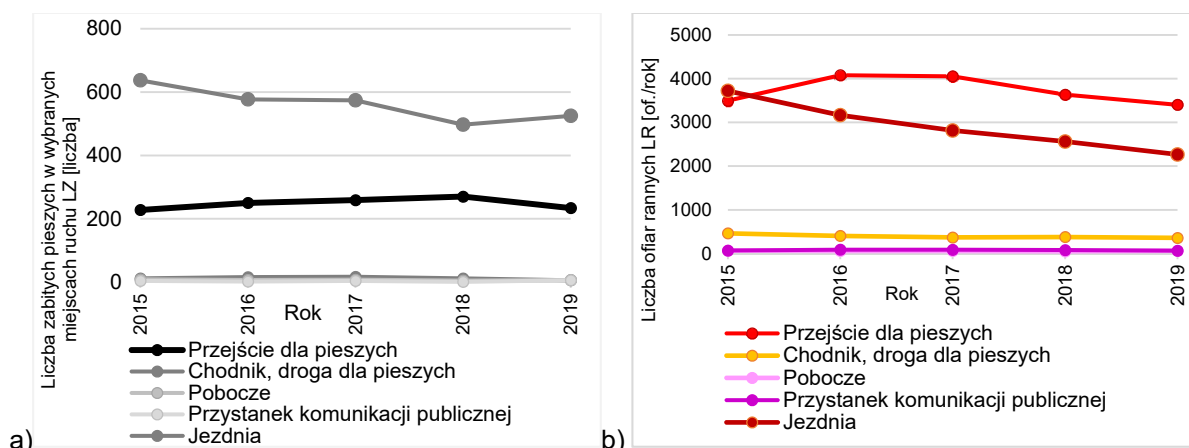 800
600
400
200
0
Liczba zabitych pieszych w wybranych
miejscach ruchu LZ [liczba]
2015
2016
2017
2018
2019
Rok
Przejście dla pieszych
Chodnik, droga dla pieszych
Pobocze
Przystanek komunikacji publicznej
Jezdnia
a)
5000
4000
3000
2000
1000
0
Liczba ofiar rannych LR [of./rok]
2015
2016
2017
2018
2019
Rok
Przejście dla pieszych
Chodnik, droga dla pieszych
Pobocze
Przystanek komunikacji publicznej
Jezdnia
b)